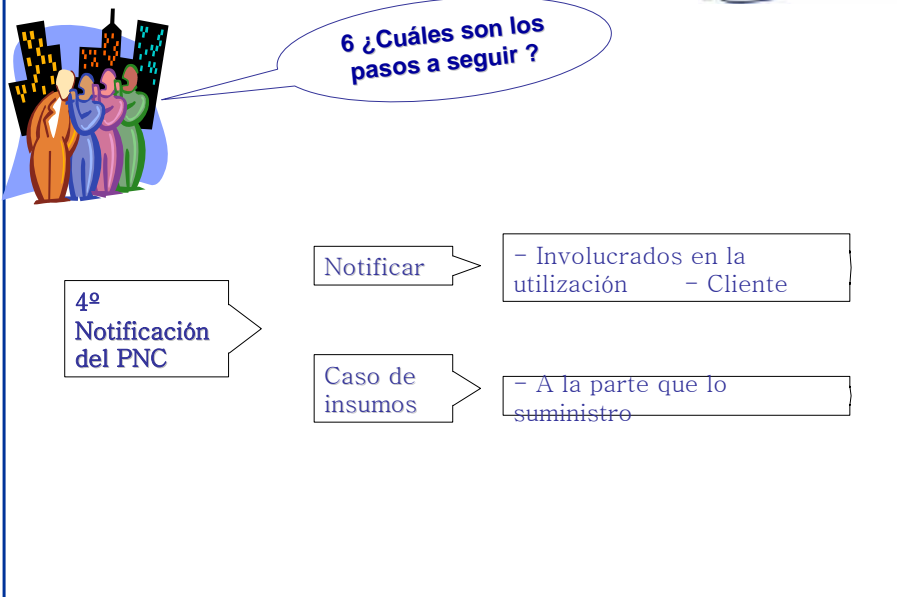 6 ¿Cuáles son los
pasos a seguir ?
4º
Notificación
del PNC
Notificar
- Involucrados en la
utilización - Cliente
Caso de
insumos
- A la parte que lo
suministro